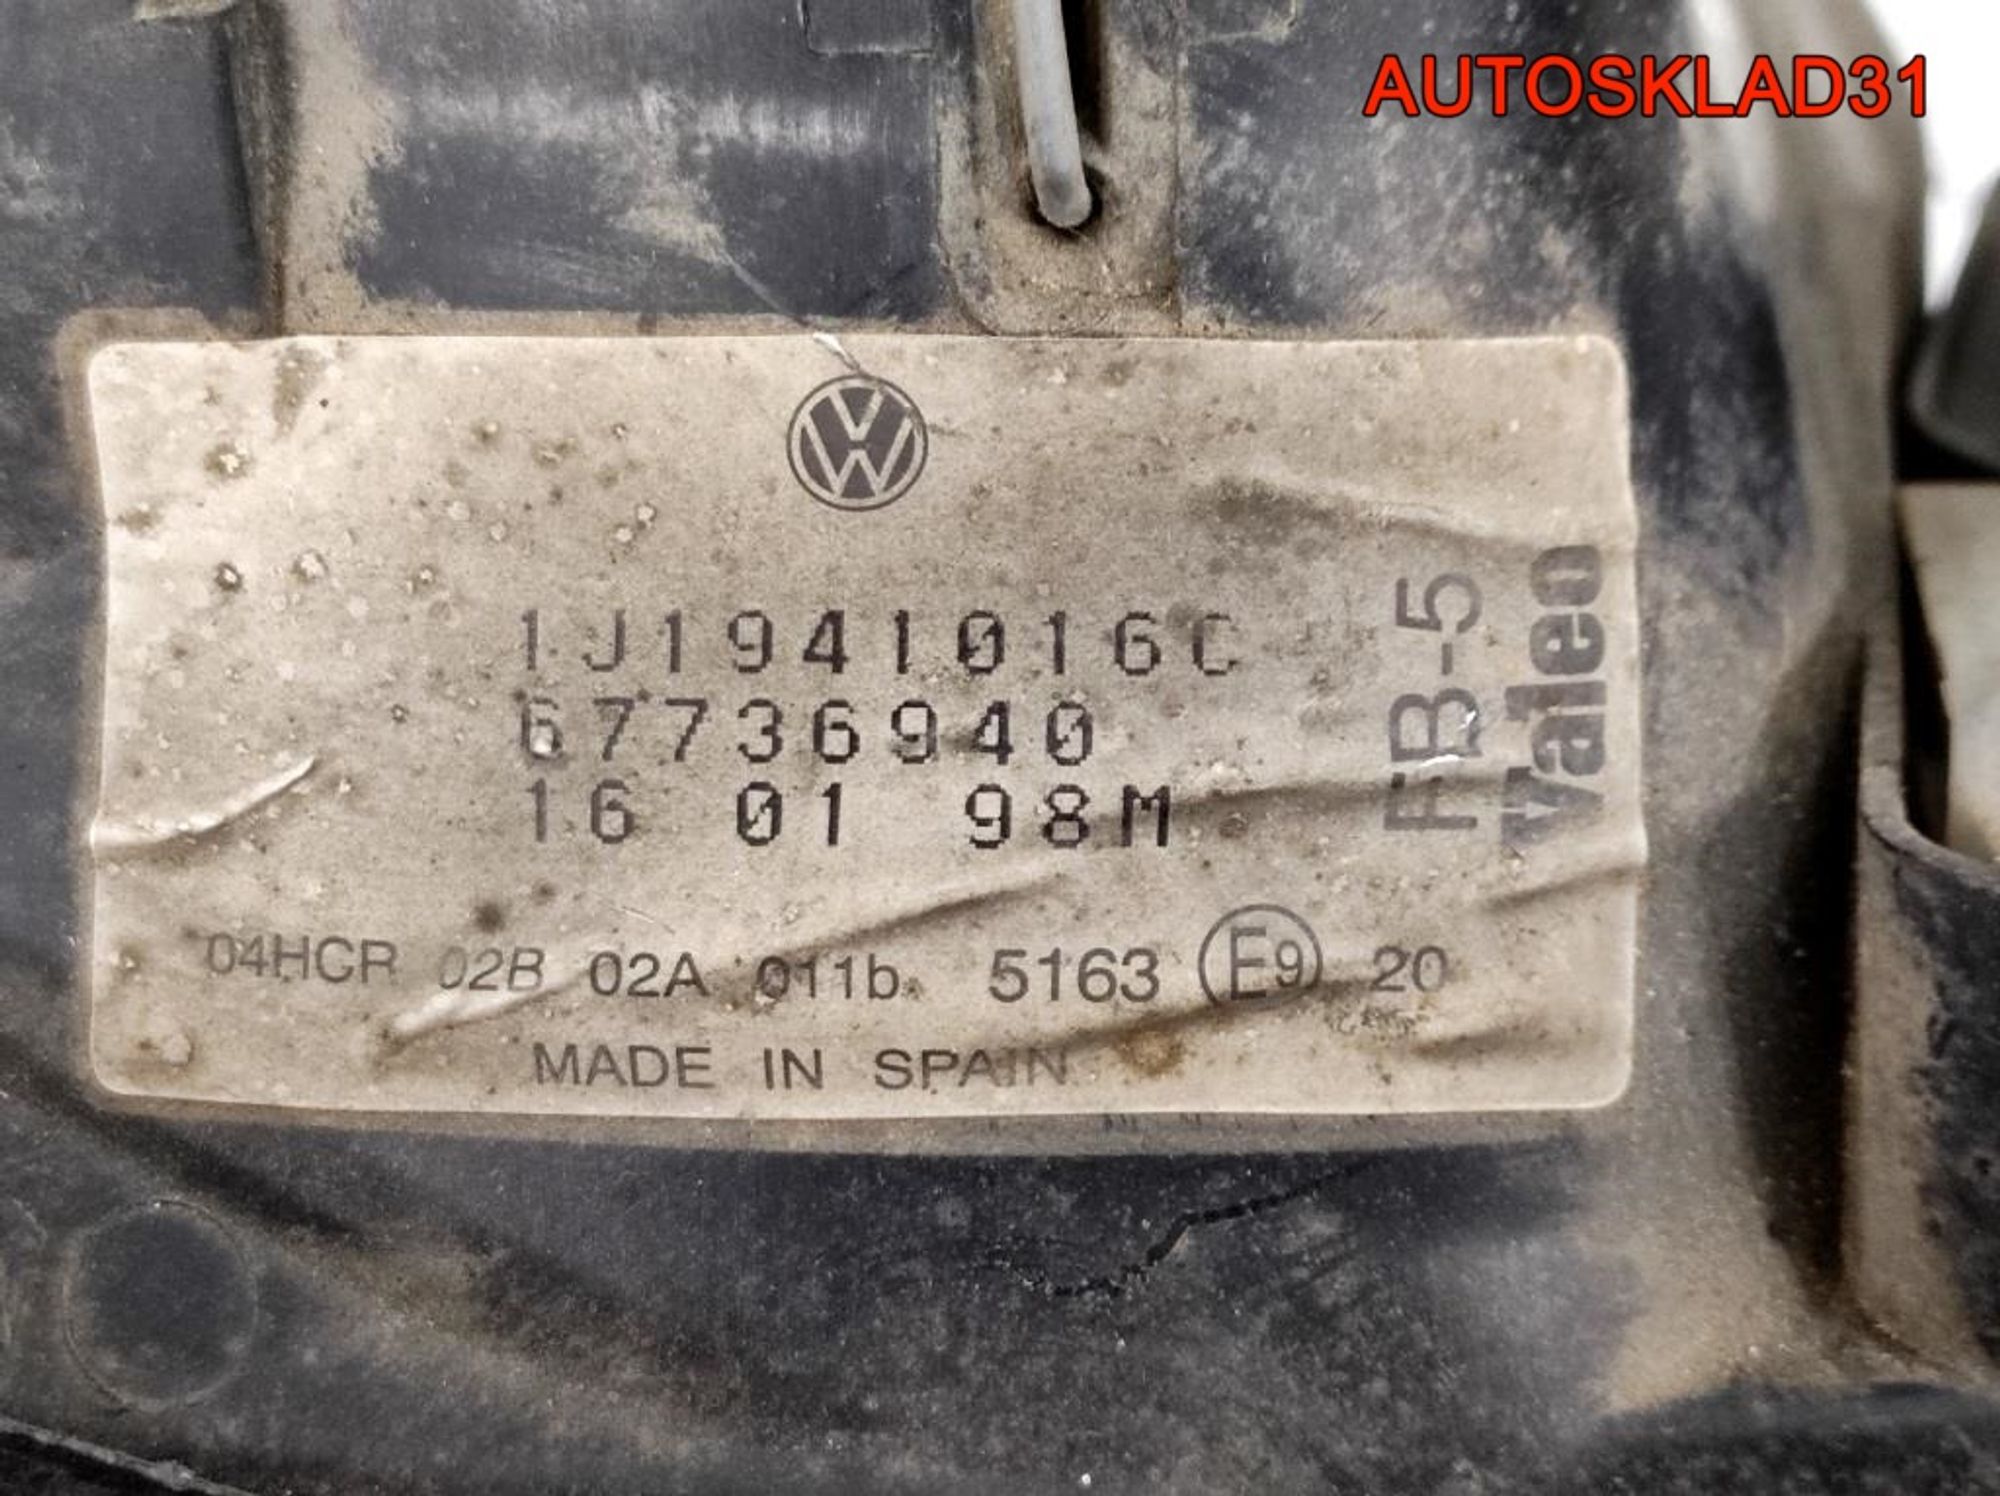 AUTOSKLAD31
1J1941016C
67736940
16 01 98M
FB-5
Valeo
04HCR 02B 02A 011b 5163 E9 20
MADE IN SPAIN